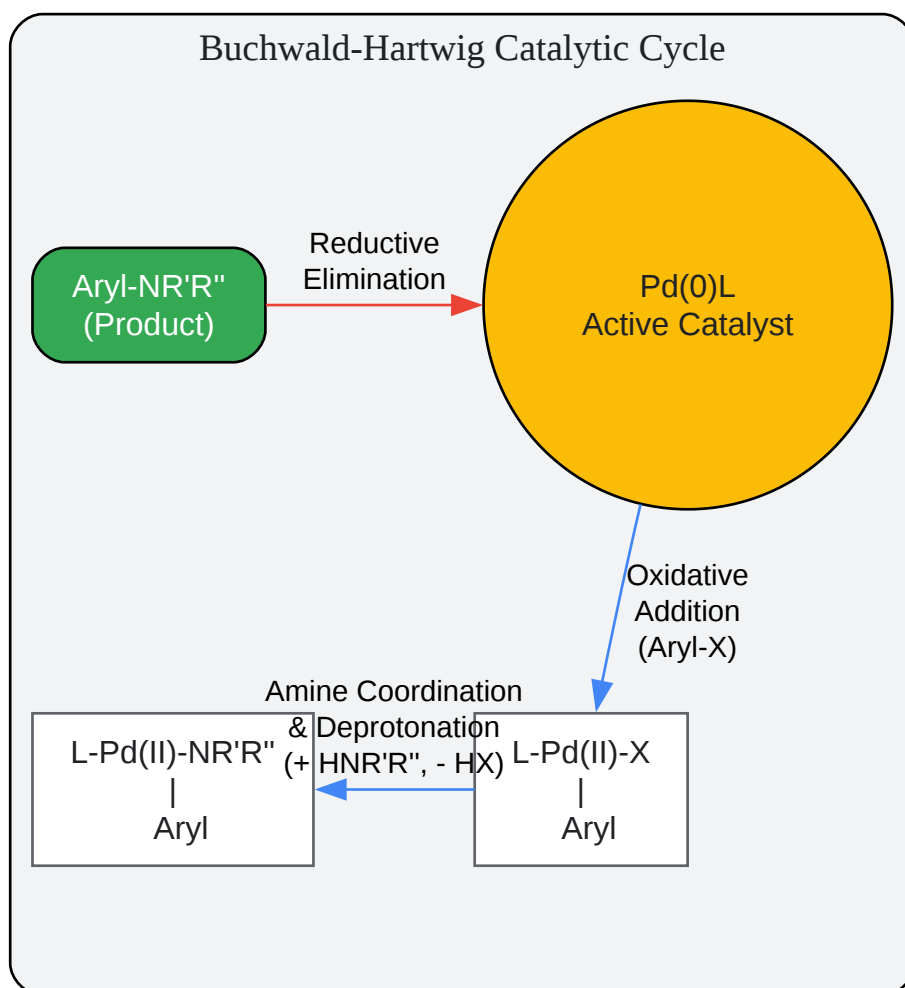 Buchwald-Hartwig Catalytic Cycle
Reductive
Elimination
Aryl-NR'R"
(Product)
Pd(0)L
Active Catalyst
Oxidative
Addition
(Aryl-X)
Amine Coordination
& Deprotonation
(+ HNR'R", - HX)
L-Pd(II)-NR'R"
|
Aryl
L-Pd(II)-X
|
Aryl